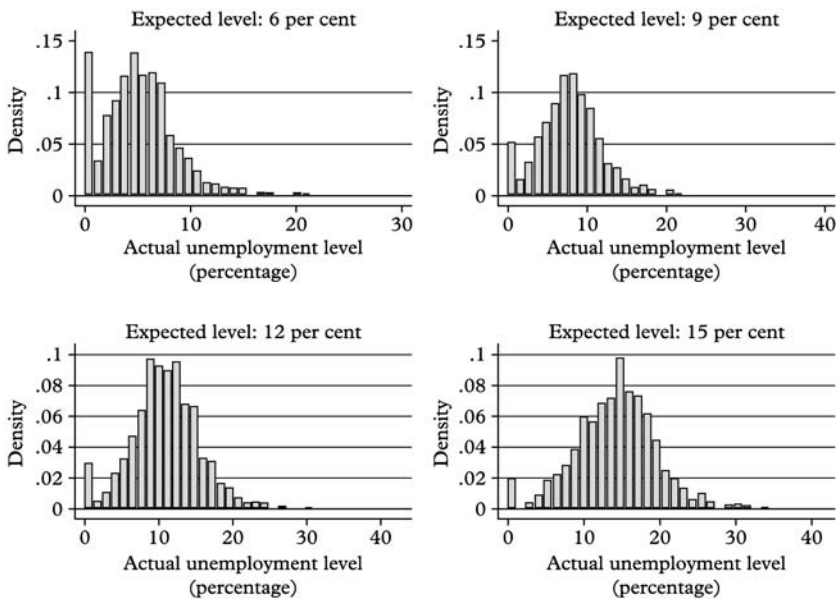 Expected level: 6 per cent
.15
.1
.05
0
Density
0 10 20 30
Actual unemployment level
(percentage)
Expected level: 9 per cent
.15
.1
.05
0
Density
0 10 20 30 40
Actual unemployment level
(percentage)
Expected level: 12 per cent
.1
.08
.06
.04
.02
0
Density
0 10 20 30 40
Actual unemployment level
(percentage)
Expected level: 15 per cent
.1
.08
.06
.04
.02
0
Density
0 10 20 30 40
Actual unemployment level
(percentage)